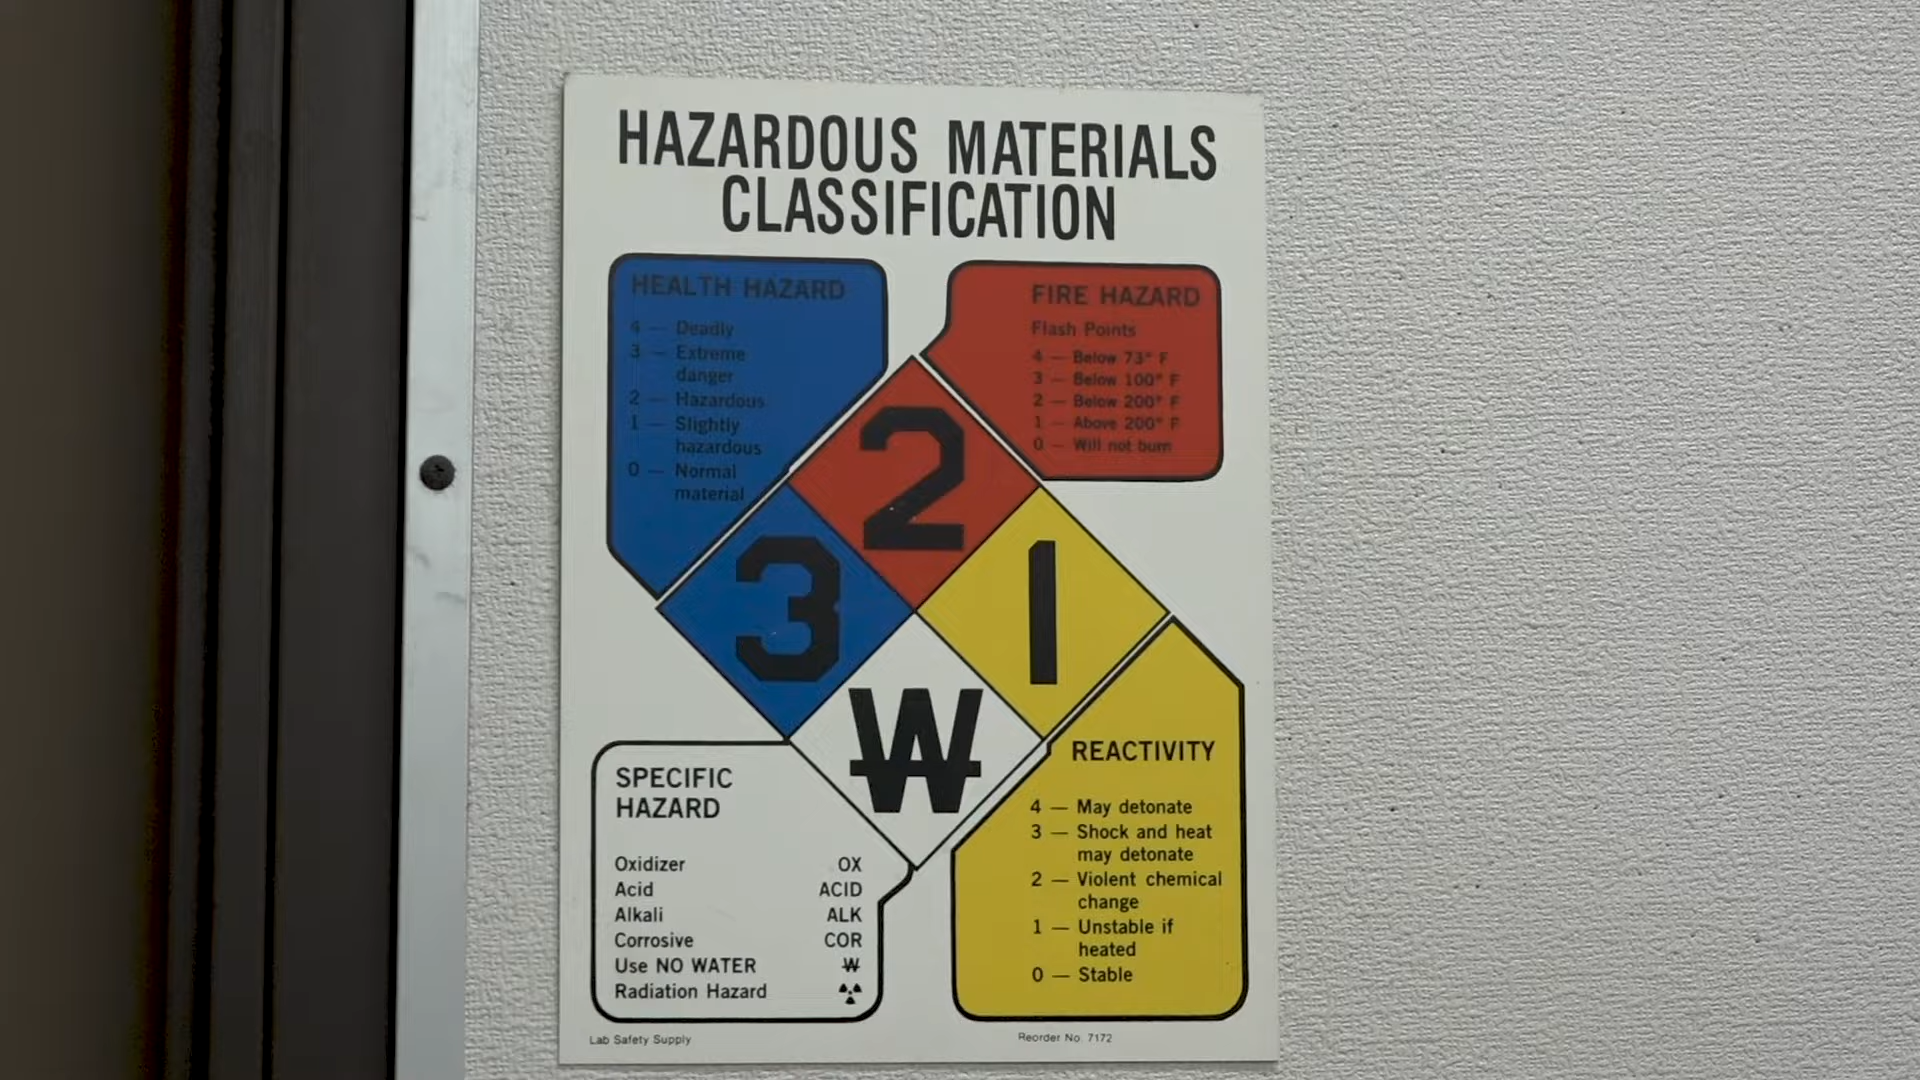 HAZARDOUS MATERIALS
CLASSIFICATION
HEALTH HAZARD
4 — Deadly
3 — Extreme
danger
2 — Hazardous
1 — Slightly
hazardous
0 — Normal
material
FIRE HAZARD
Flash Points
4 — Below 73° F
3 — Below 100° F
2 — Below 200° F
1 — Above 200° F
0 — Will not burn
2
3
1
W
SPECIFIC
HAZARD
Oxidizer OX
Acid ACID
Alkali ALK
Corrosive COR
Use NO WATER W
Radiation Hazard
REACTIVITY
4 — May detonate
3 — Shock and heat
may detonate
2 — Violent chemical
change
1 — Unstable if
heated
0 — Stable
Lab Safety Supply
Reorder No. 7172